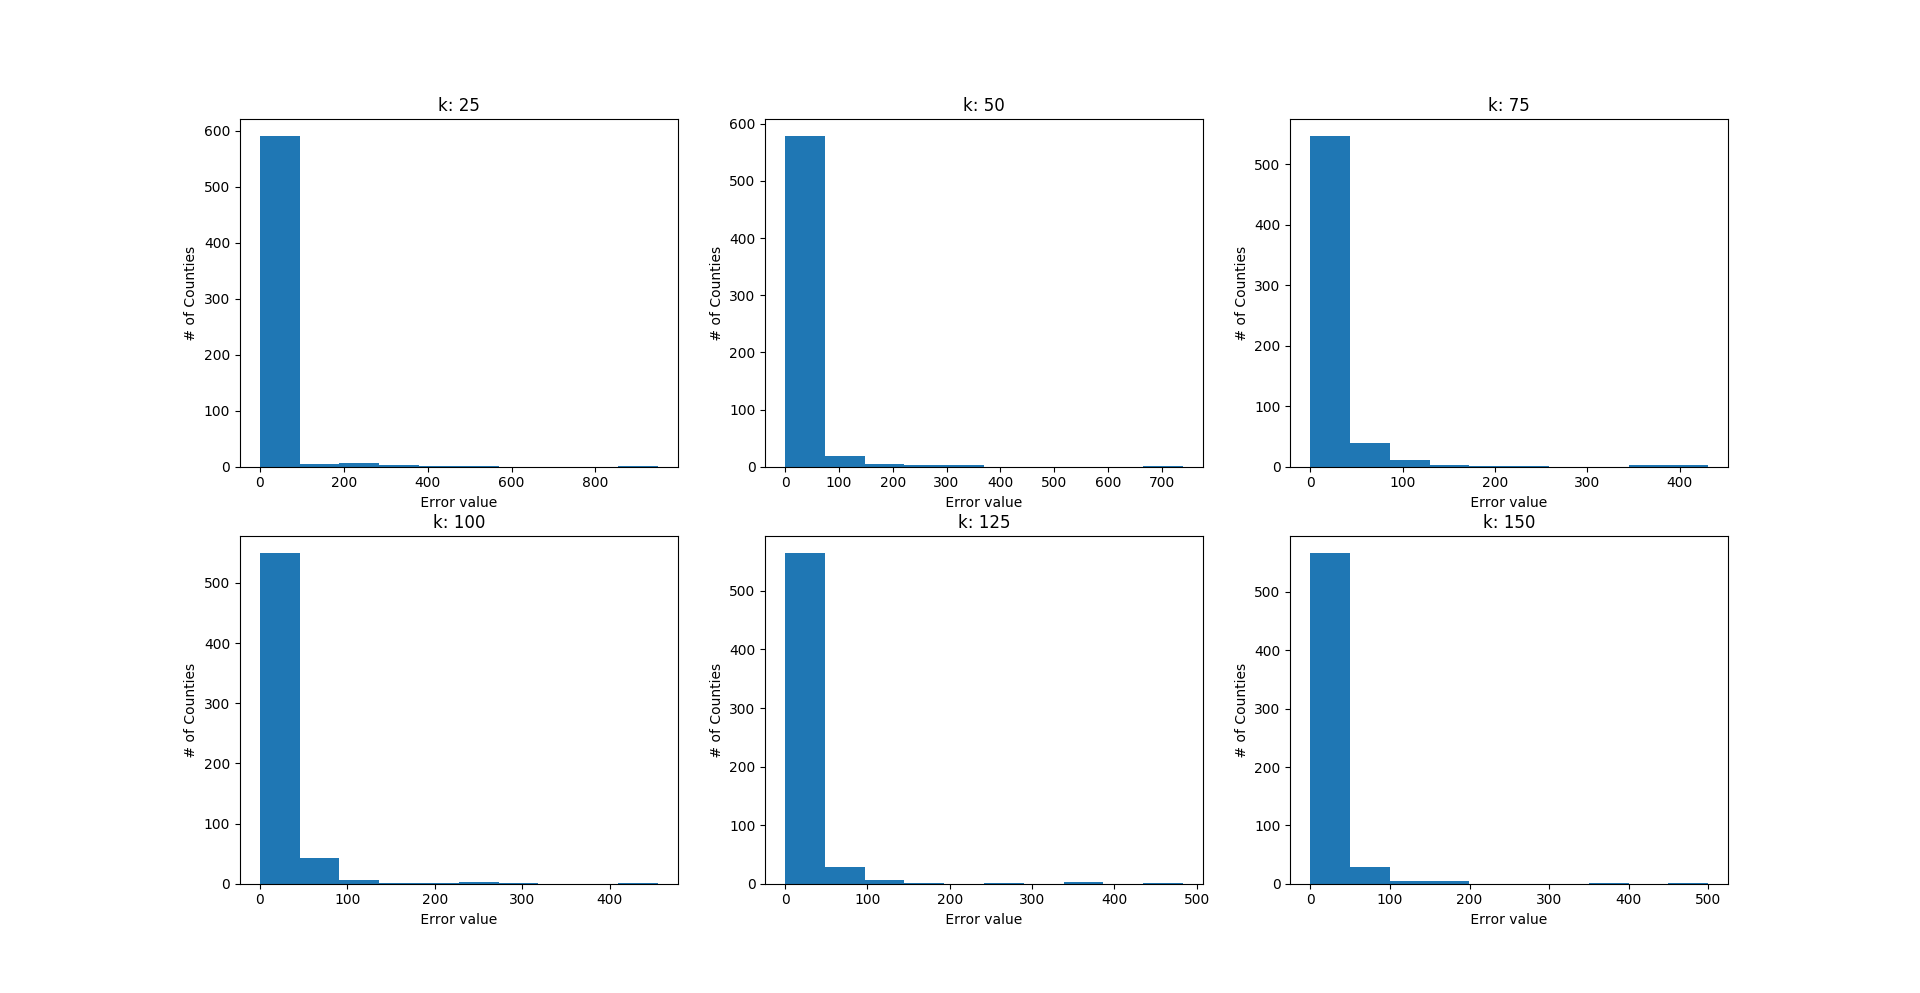 k: 25
600
500
400
300
200
100
0
# of Counties
0 200 400 600 800
Error value
k: 50
600
500
400
300
200
100
0
# of Counties
0 100 200 300 400 500 600 700
Error value
k: 75
500
400
300
200
100
0
# of Counties
0 100 200 300 400
Error value
k: 100
500
400
300
200
100
0
# of Counties
0 100 200 300 400
Error value
k: 125
500
400
300
200
100
0
# of Counties
0 100 200 300 400 500
Error value
k: 150
500
400
300
200
100
0
# of Counties
0 100 200 300 400 500
Error value